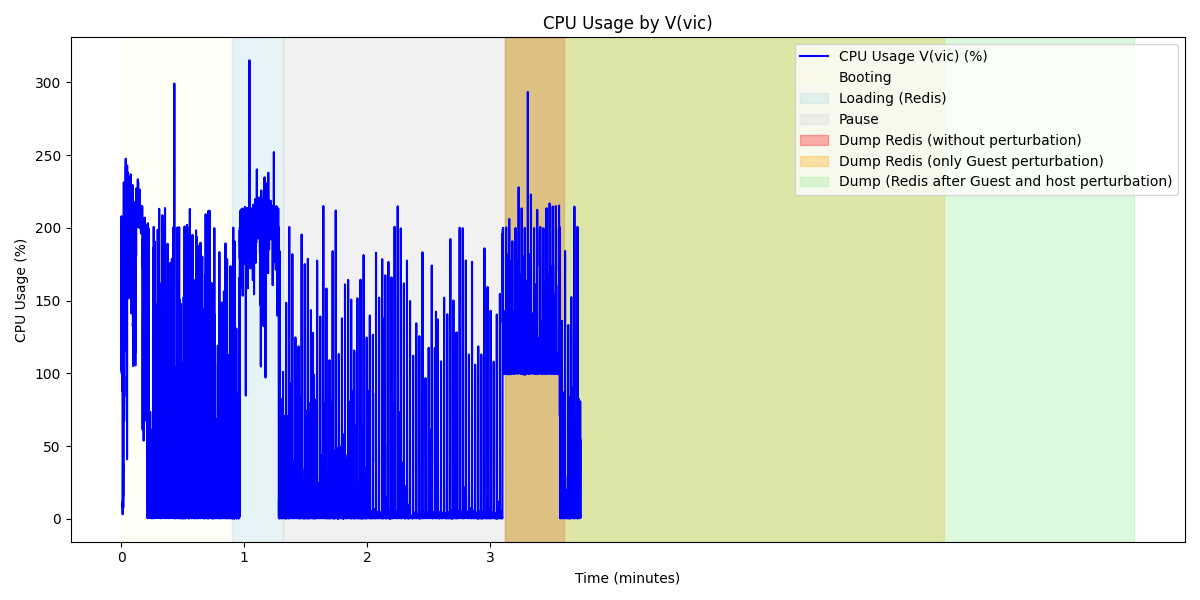 CPU Usage by V(vic)
CPU Usage V(vic) (%)
Booting
Loading (Redis)
Pause
Dump Redis (without perturbation)
Dump Redis (only Guest perturbation)
Dump (Redis after Guest and host perturbation)
CPU Usage (%)
300
250
200
150
100
50
0
0 1 2 3
Time (minutes)